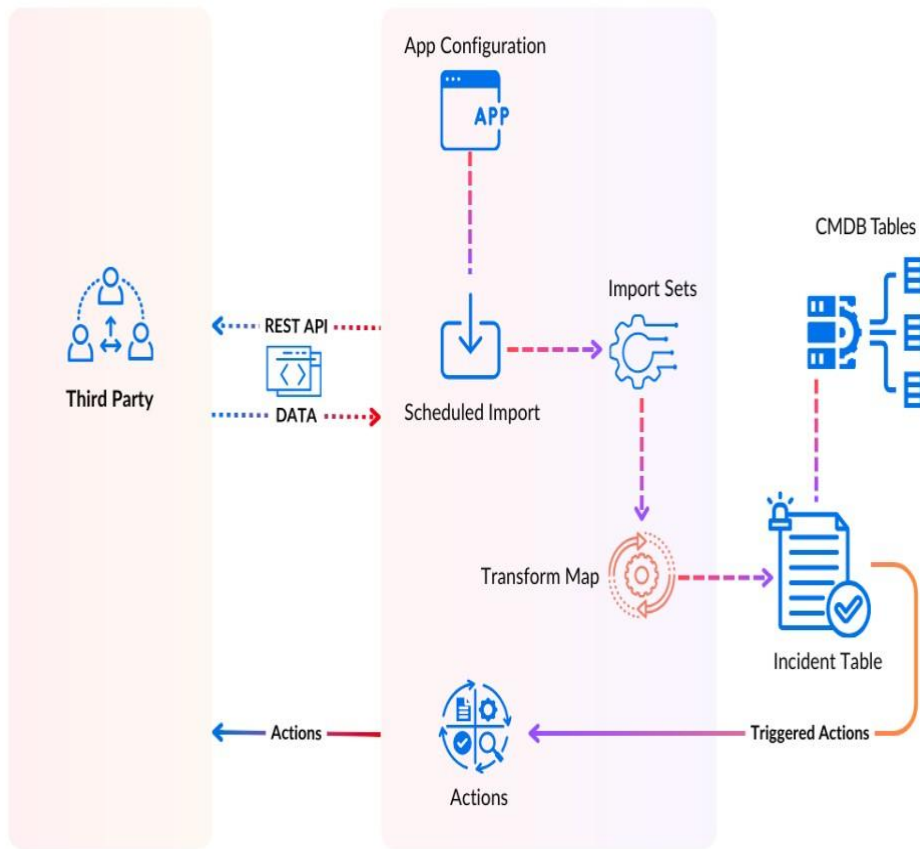 App Configuration
APP
CMDB Tables
Import Sets
REST API
Third Party
DATA
Scheduled Import
Transform Map
Incident Table
Actions
Triggered Actions
Actions